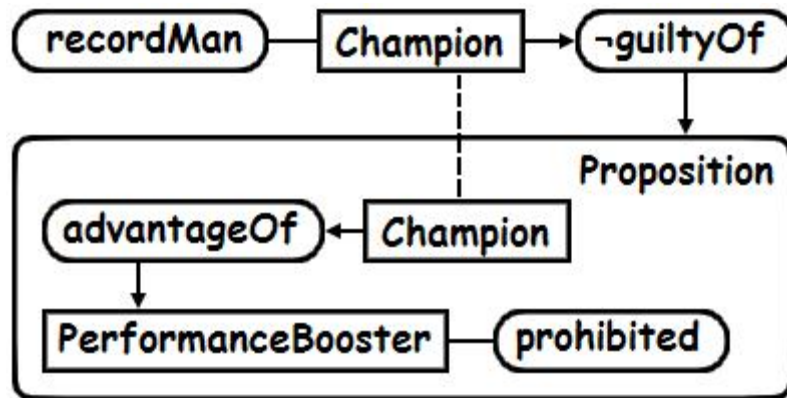 recordMan Champion ¬guiltyOf
Proposition
advantageOf Champion
PerformanceBooster prohibited